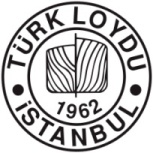 TÜRK LOYDU
1962
· İSTANBUL ·